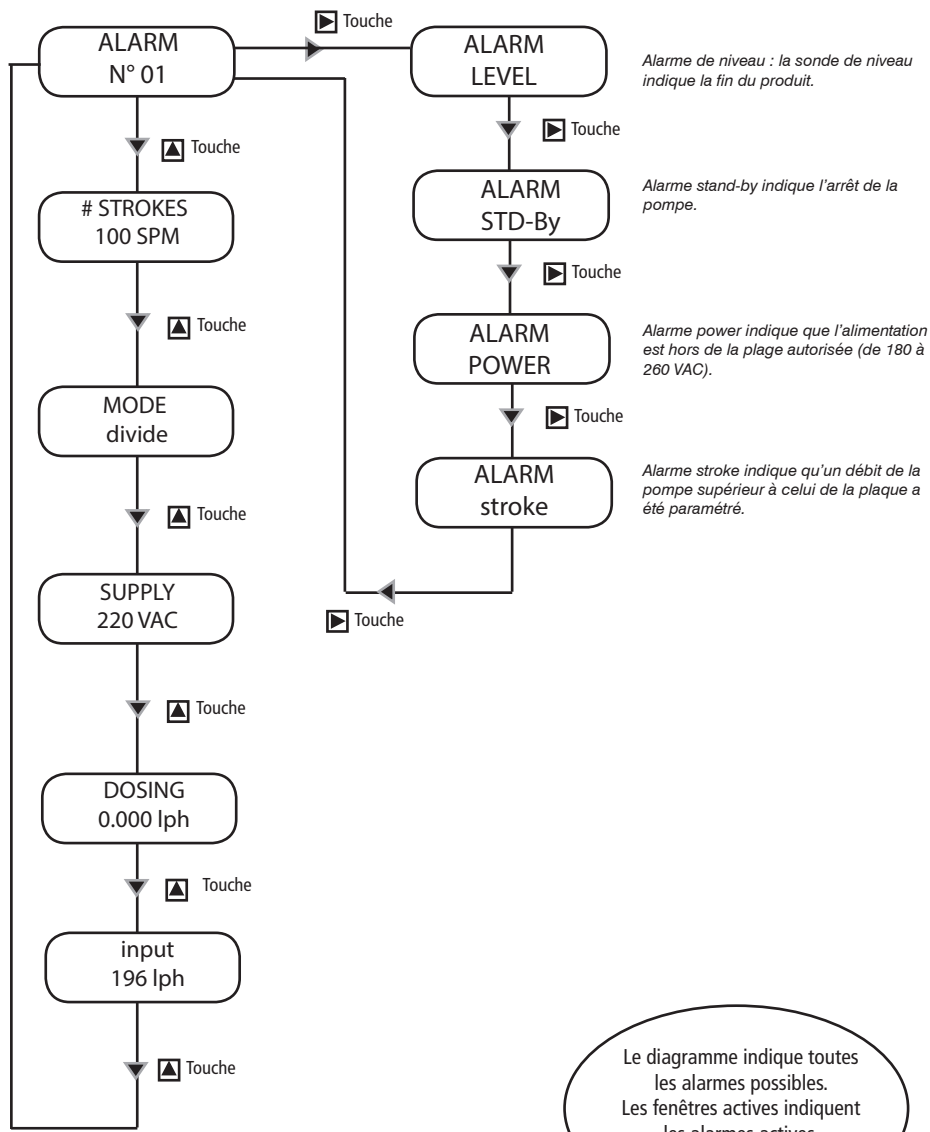 Touche
ALARM
N° 01
ALARM
LEVEL
Alarme de niveau : la sonde de niveau
indique la fin du produit.
Touche
Touche
# STROKES
100 SPM
ALARM
STD-By
Alarme stand-by indique l'arrêt de la
pompe.
Touche
Touche
ALARM
POWER
Alarme power indique que l'alimentation
est hors de la plage autorisée (de 180 à
260 VAC).
MODE
divide
Touche
ALARM
stroke
Alarme stroke indique qu'un débit de la
pompe supérieur à celui de la plaque a
été paramétré.
Touche
SUPPLY
220 VAC
Touche
Touche
DOSING
0.000 lph
Touche
input
196 lph
Touche
Le diagramme indique toutes
les alarmes possibles.
Les fenêtres actives indiquent
les alarmes actives